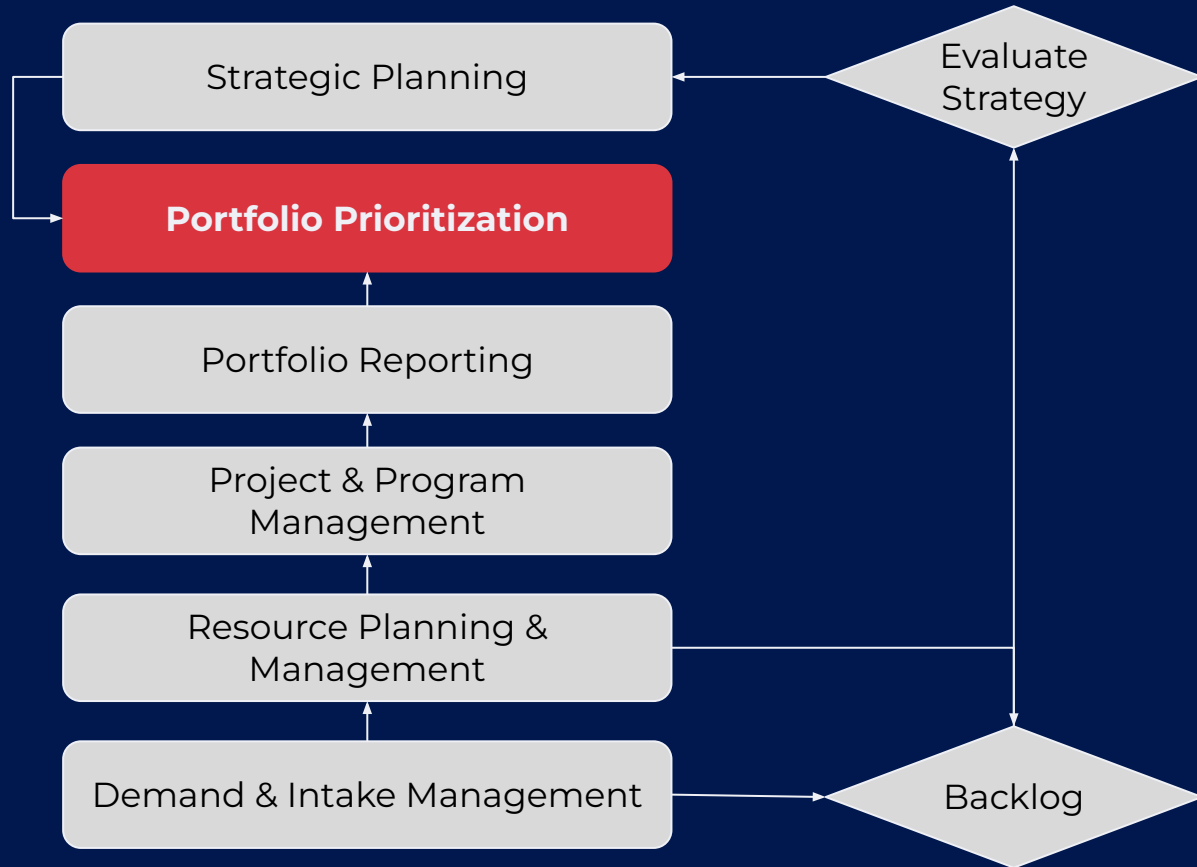 Strategic Planning
Evaluate
Strategy
Portfolio Prioritization
Portfolio Reporting
Project & Program
Management
Resource Planning &
Management
Demand & Intake Management
Backlog